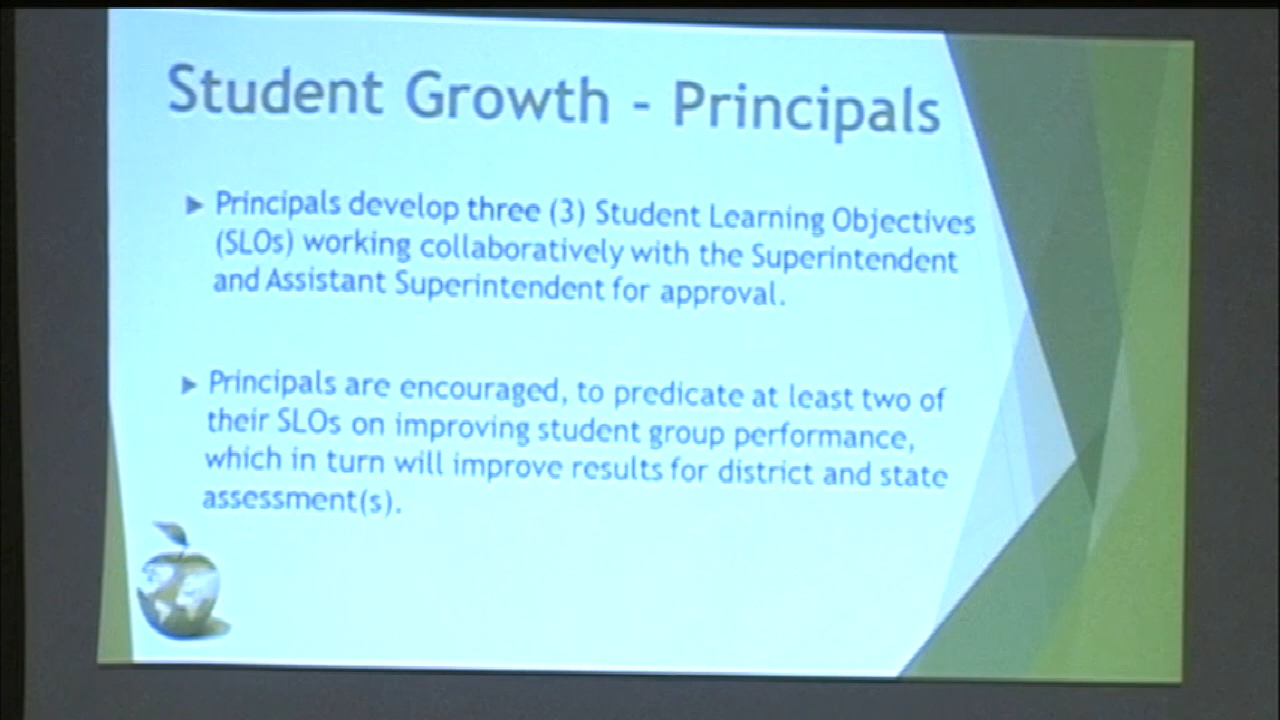 Student Growth - Principals
Principals develop three (3) Student Learning Objectives
(SLOs) working collaboratively with the Superintendent
and Assistant Superintendent for approval.
Principals are encouraged, to predicate at least two of
their SLOs on improving student group performance,
which in turn will improve results for district and state
assessment(s).